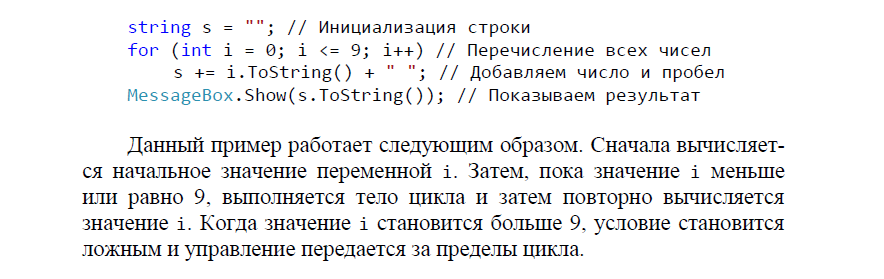 string s = ""; // Инициализация строки
for (int i = 0; i <= 9; i++) // Перечисление всех чисел
s += i.ToString() + " "; // Добавляем число и пробел
MessageBox.Show(s.ToString()); // Показываем результат
Данный пример работает следующим образом. Сначала вычисляет-
ся начальное значение переменной i. Затем, пока значение i меньше
или равно 9, выполняется тело цикла и затем повторно вычисляется
значение i. Когда значение i становится больше 9, условие становится
ложным и управление передается за пределы цикла.